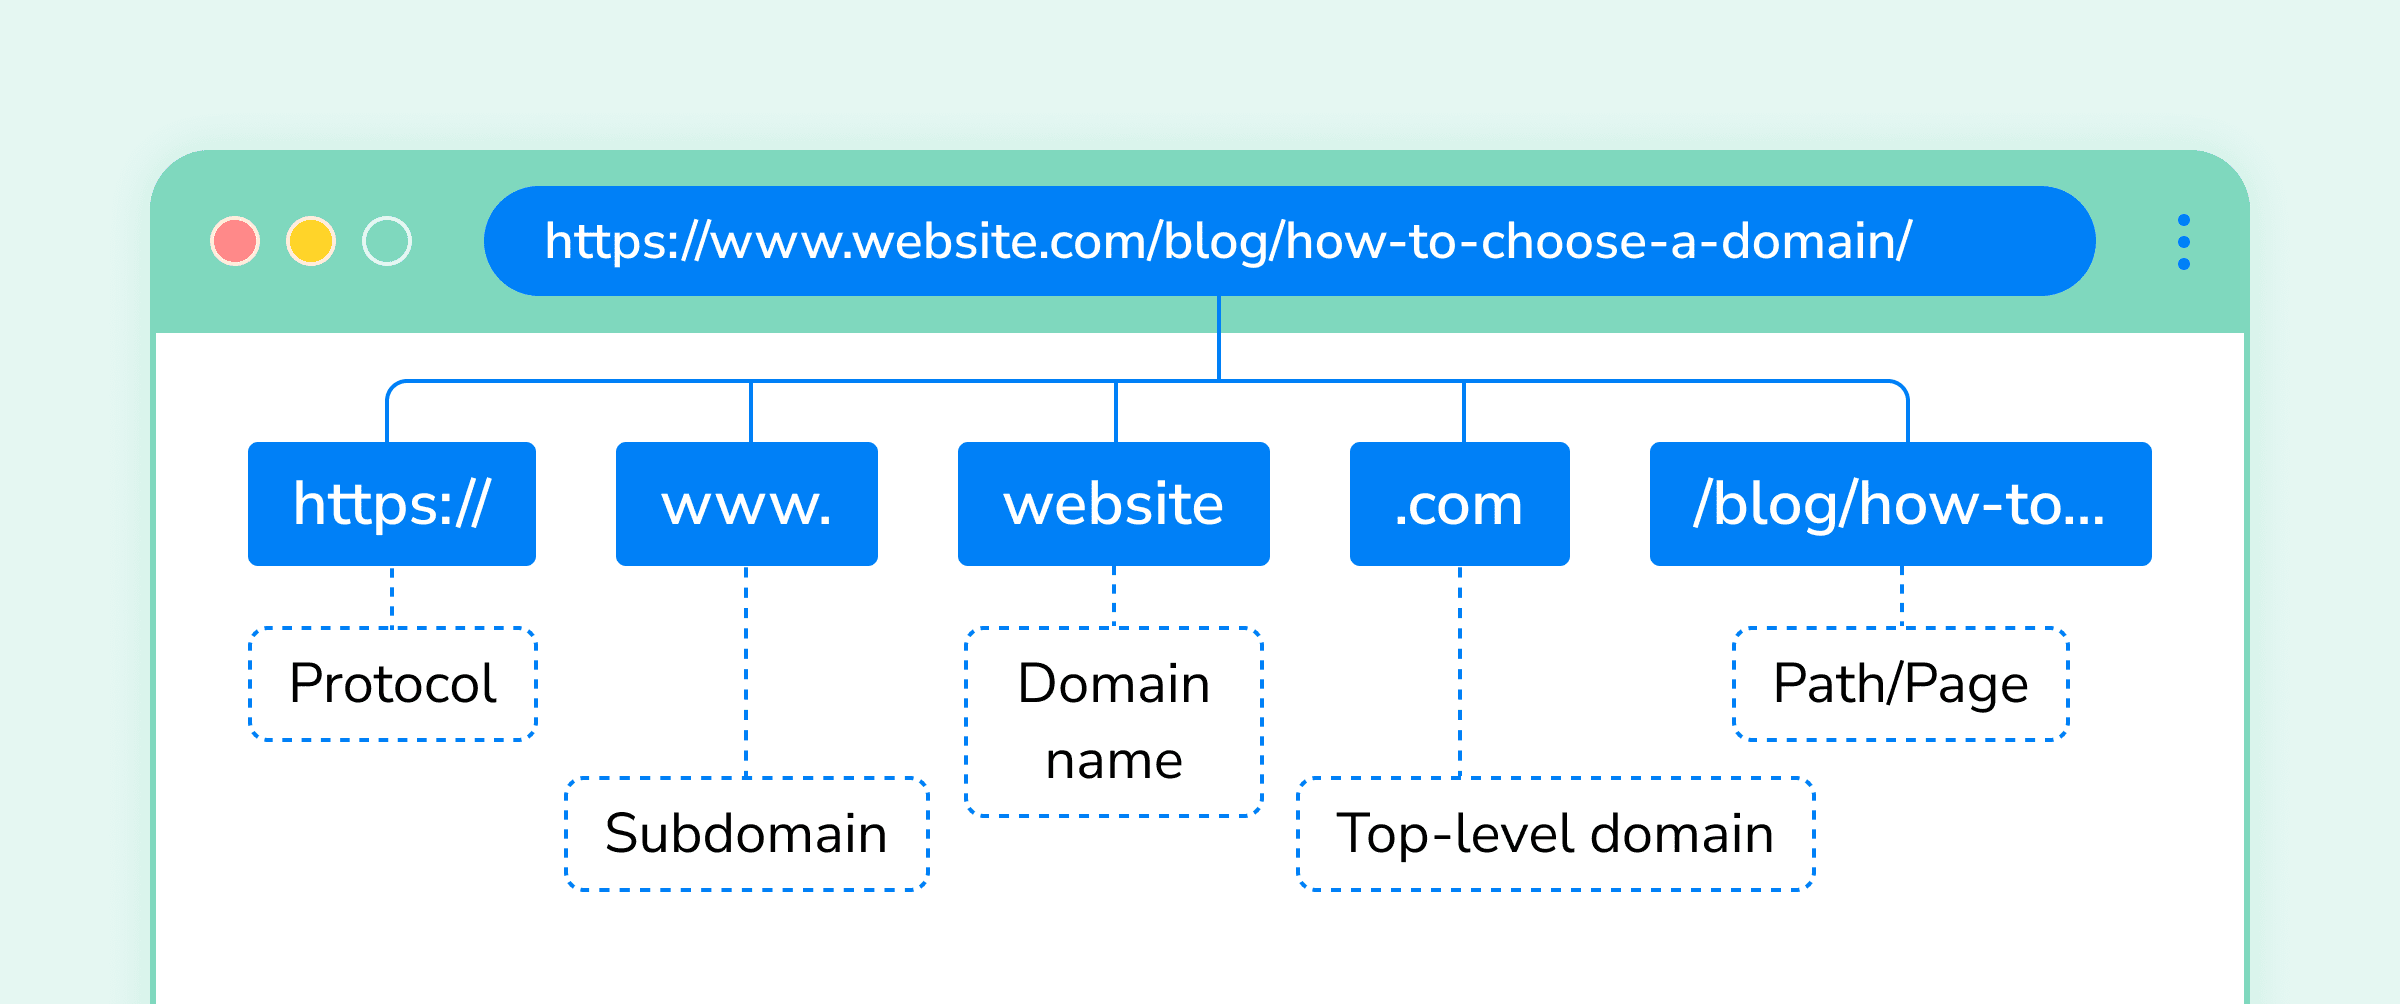 https://www.website.com/blog/how-to-choose-a-domain/
https://
www.
website
.com
/blog/how-to...
Protocol
Subdomain
Domain
name
Top-level domain
Path/Page